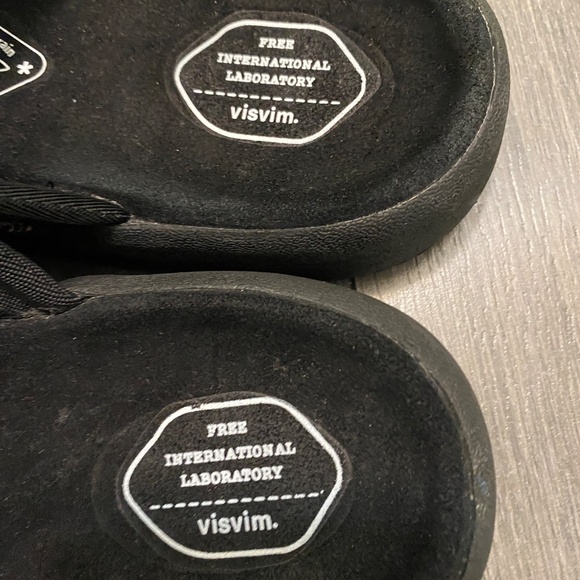 FREE
INTERNATIONAL
LABORATORY
visvim.
FREE
INTERNATIONAL
LABORATORY
visvim.